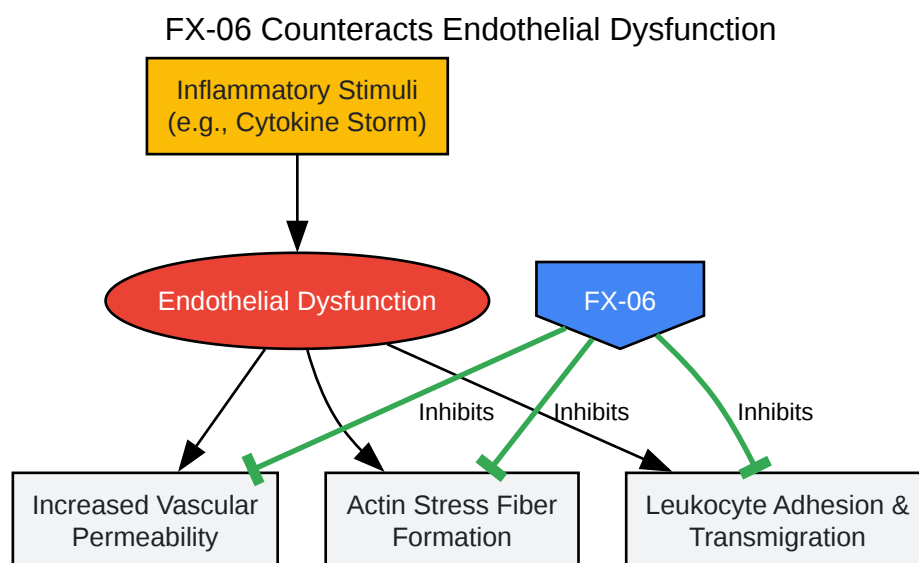 FX-06 Counteracts Endothelial Dysfunction
Inflammatory Stimuli
(e.g., Cytokine Storm)
Endothelial Dysfunction
FX-06
Inhibits
Inhibits
Inhibits
Increased Vascular
Permeability
Actin Stress Fiber
Formation
Leukocyte Adhesion &
Transmigration